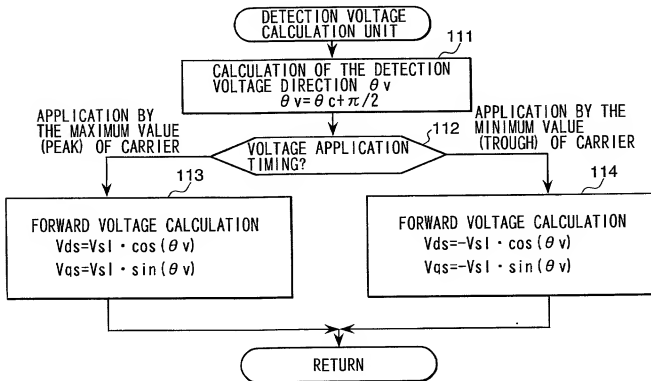 DETECTION VOLTAGE
CALCULATION UNIT
111
CALCULATION OF THE DETECTION
VOLTAGE DIRECTION θv
θv=θc+π/2
APPLICATION BY
THE MAXIMUM VALUE
(PEAK) OF CARRIER
112
VOLTAGE APPLICATION
TIMING?
APPLICATION BY THE
MINIMUM VALUE
(TROUGH) OF CARRIER
113
FORWARD VOLTAGE CALCULATION
Vds=Vsl・cos(θv)
Vqs=Vsl・sin(θv)
114
FORWARD VOLTAGE CALCULATION
Vds=-Vsl・cos(θv)
Vqs=-Vsl・sin(θv)
RETURN